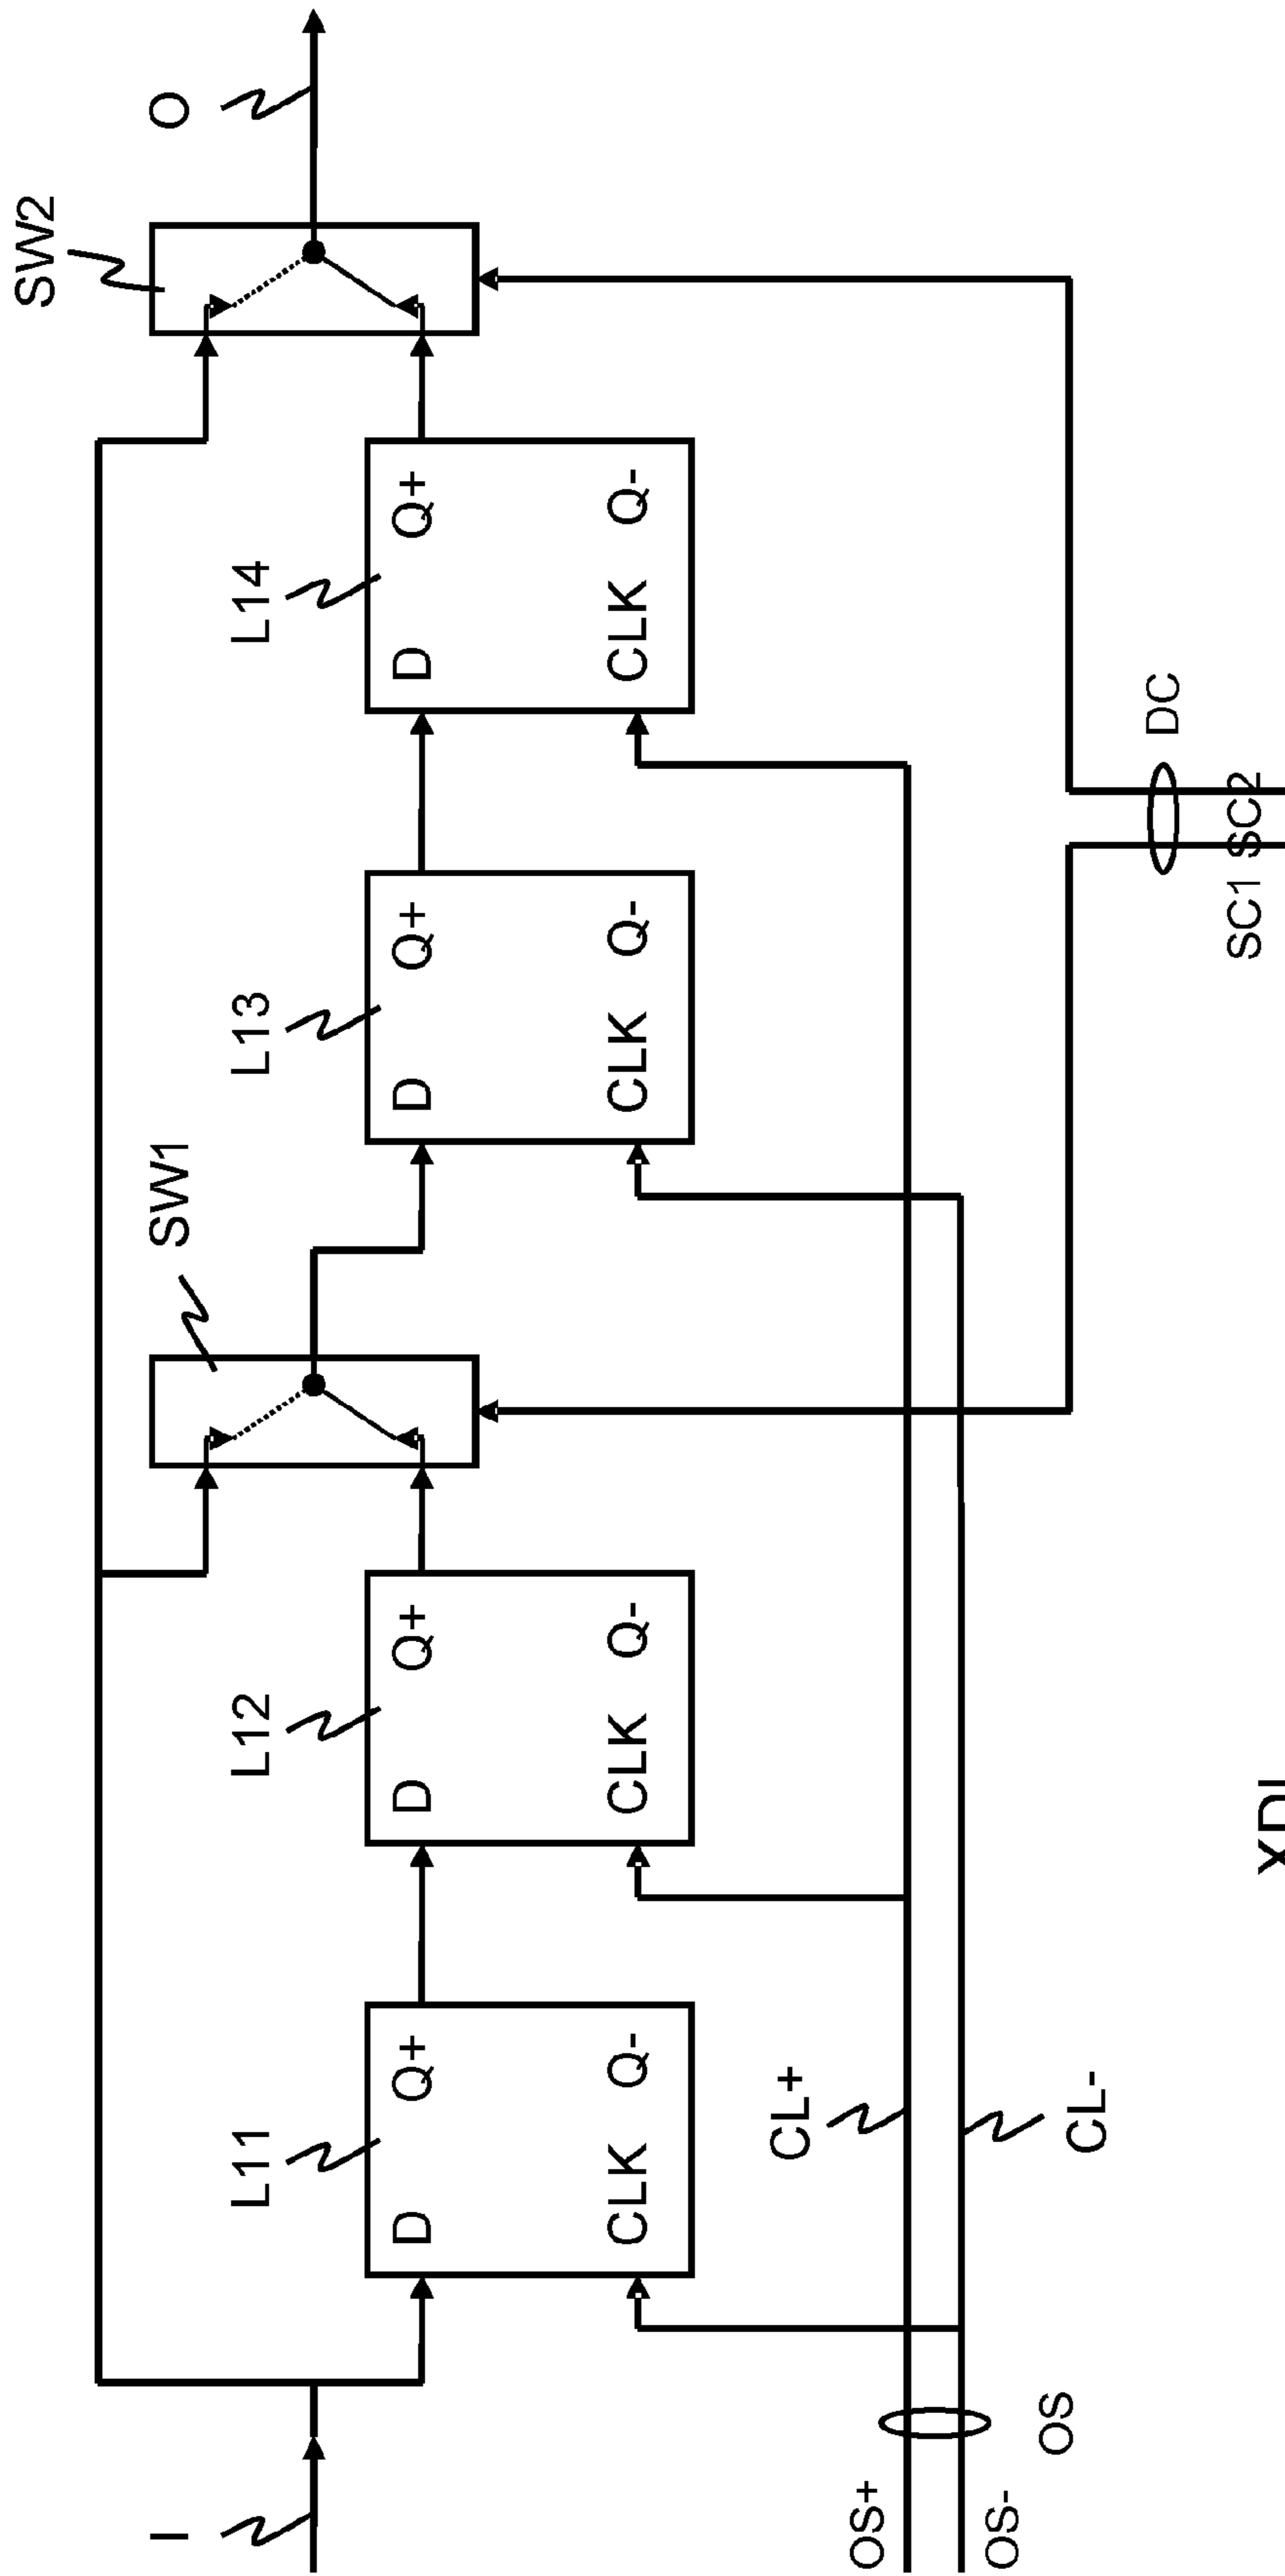 I
O
SW1
SW2
L11
L12
L13
L14
D Q+
CLK Q-
D Q+
CLK Q-
D Q+
CLK Q-
D Q+
CLK Q-
CL+
CL-
OS+
OS-
OS
DC
SC1 SC2